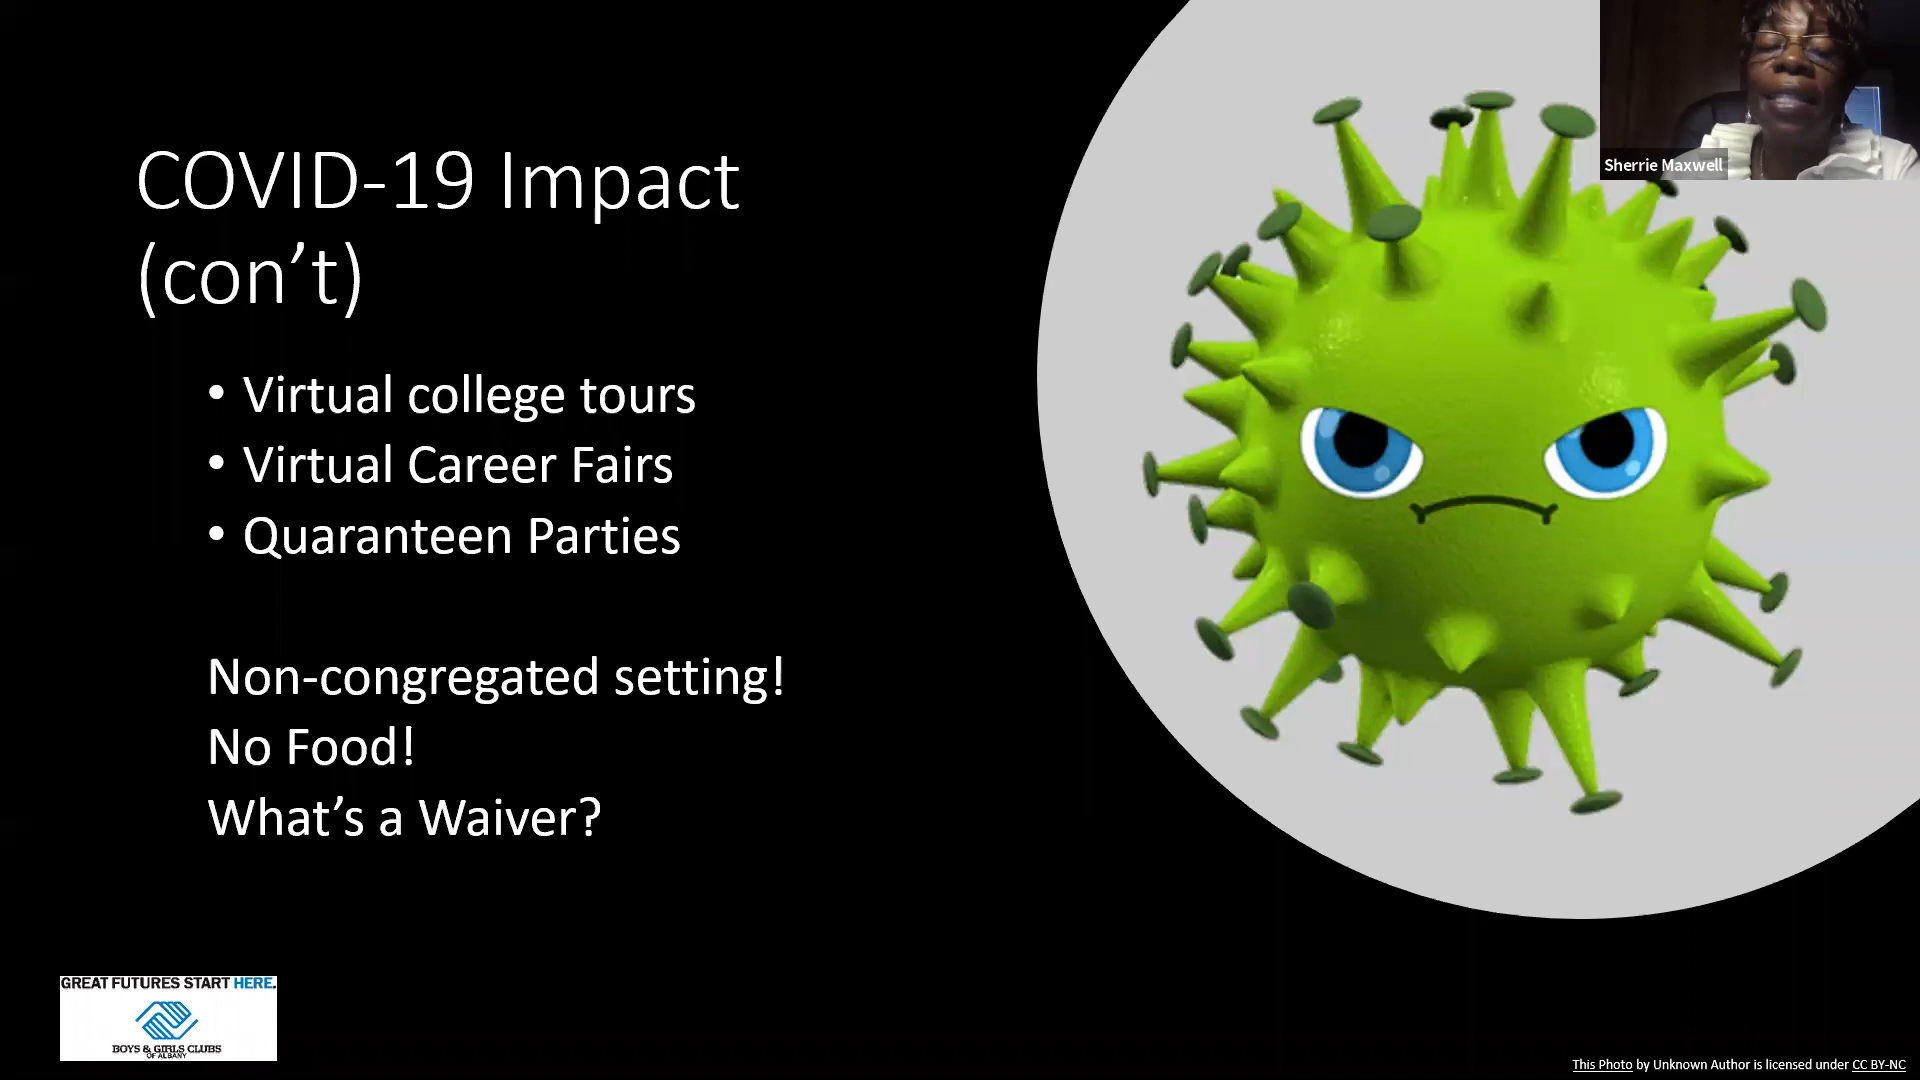 Sherrie Maxwell
COVID-19 Impact
(con’t)
• Virtual college tours
• Virtual Career Fairs
• Quaranteen Parties
Non-congregated setting!
No Food!
What’s a Waiver?
GREAT FUTURES START HERE.
BOYS & GIRLS CLUBS
OF ALBANY
This Photo by Unknown Author is licensed under CC BY-NC